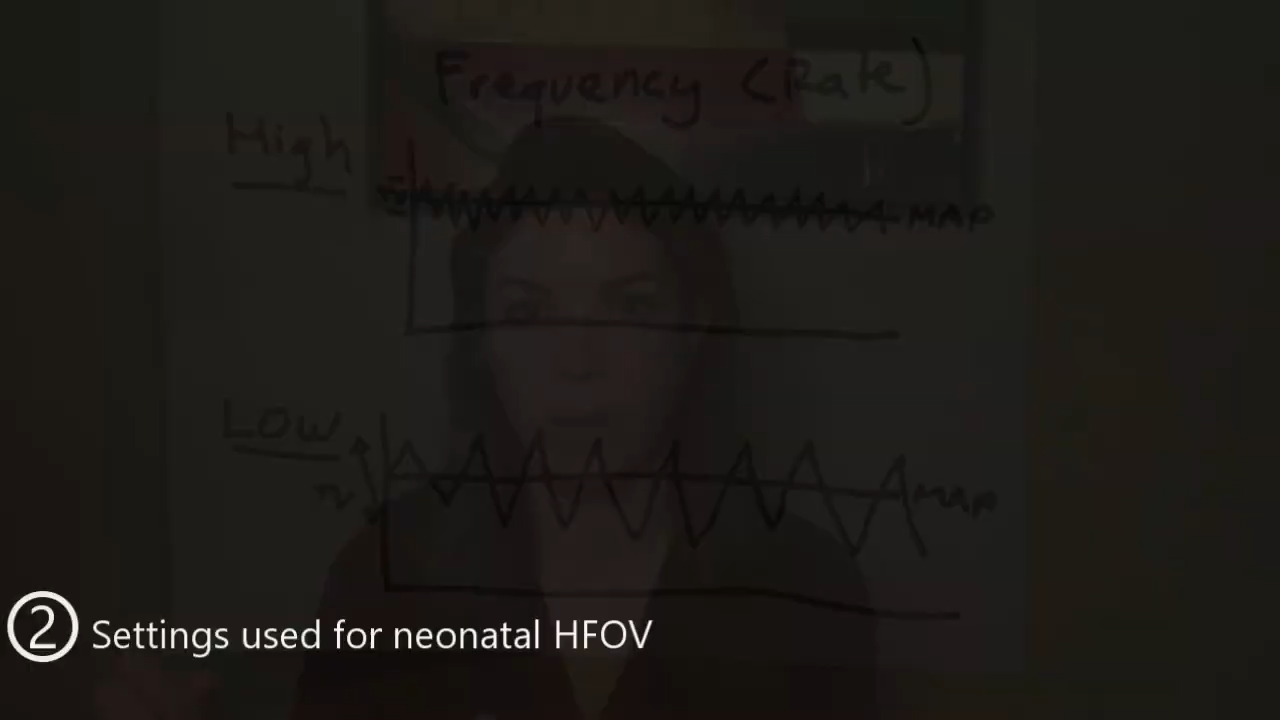 Frequency (Rate)
High
MAP
LOW
MAP
2 Settings used for neonatal HFOV